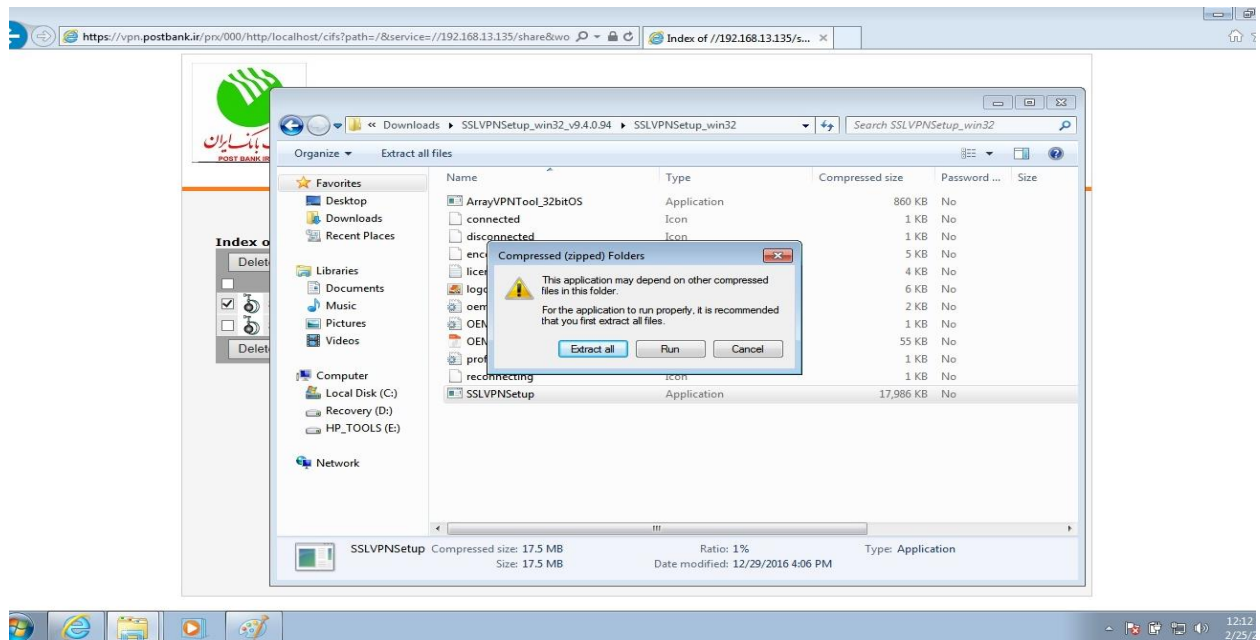 https://vpn.postbank.ir/prx/000/http/localhost/cifs?path=/&service=//192.168.13.135/share&wo
Index of //192.168.13.135/s...
بانک ایران
POST BANK
Downloads
SSLVPNSetup_win32_v9.4.0.94
SSLVPNSetup_win32
Search SSLVPNSetup_win32
Organize
Extract all files
Name Type Compressed size Password ... Size
Favorites
Desktop
Downloads
Recent Places
Libraries
Documents
Music
Pictures
Videos
Computer
Local Disk (C:)
Recovery (D:)
HP_TOOLS (E:)
Network
ArrayVPNTool_32bitOS Application 860 KB No
connected Icon 1 KB No
disconnected Icon 1 KB No
5 KB No
4 KB No
6 KB No
2 KB No
1 KB No
55 KB No
1 KB No
reconnecting Icon 1 KB No
SSLVPNSetup Application 17,986 KB No
Compressed (zipped) Folders
This application may depend on other compressed
files in this folder.
For the application to run properly, it is recommended
that you first extract all files.
Extract all
Run
Cancel
Index o
Delet
Delet
SSLVPNSetup Compressed size: 17.5 MB Ratio: 1% Type: Application
Size: 17.5 MB Date modified: 12/29/2016 4:06 PM
12:12
2/25/2